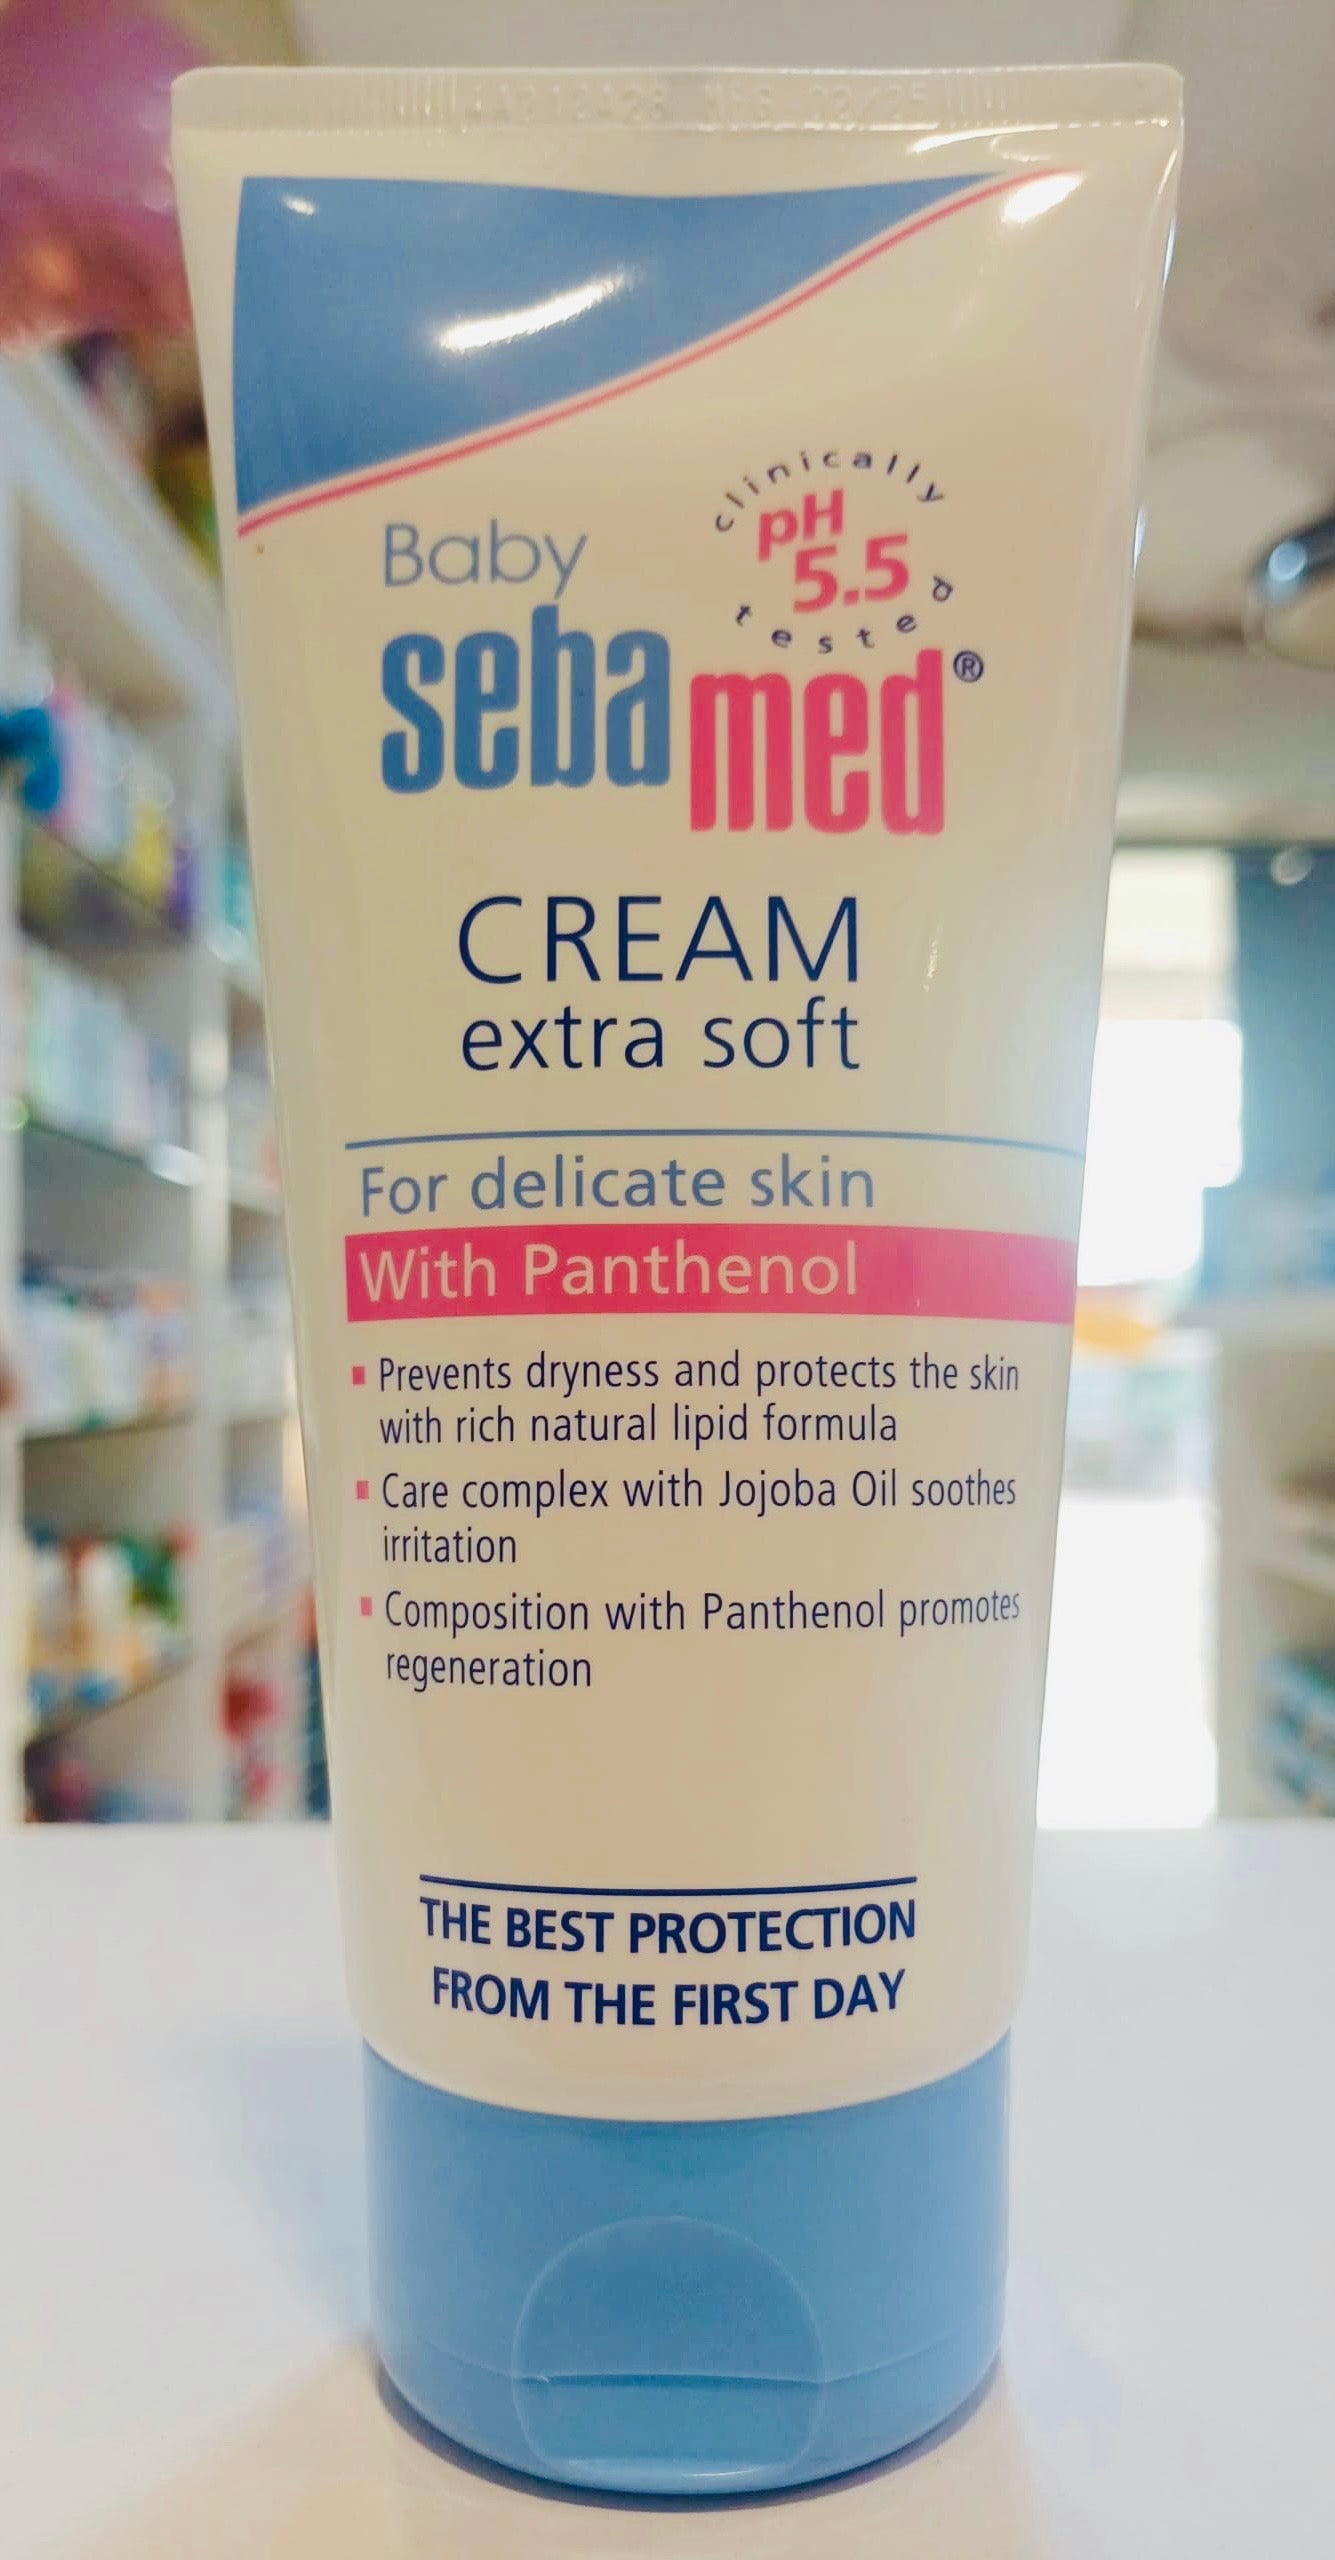 Baby
clinically
pH
5.5
tested
sebamed®
CREAM
extra soft
For delicate skin
With Panthenol
Prevents dryness and protects the skin
with rich natural lipid formula
Care complex with Jojoba Oil soothes
irritation
Composition with Panthenol promotes
regeneration
THE BEST PROTECTION
FROM THE FIRST DAY